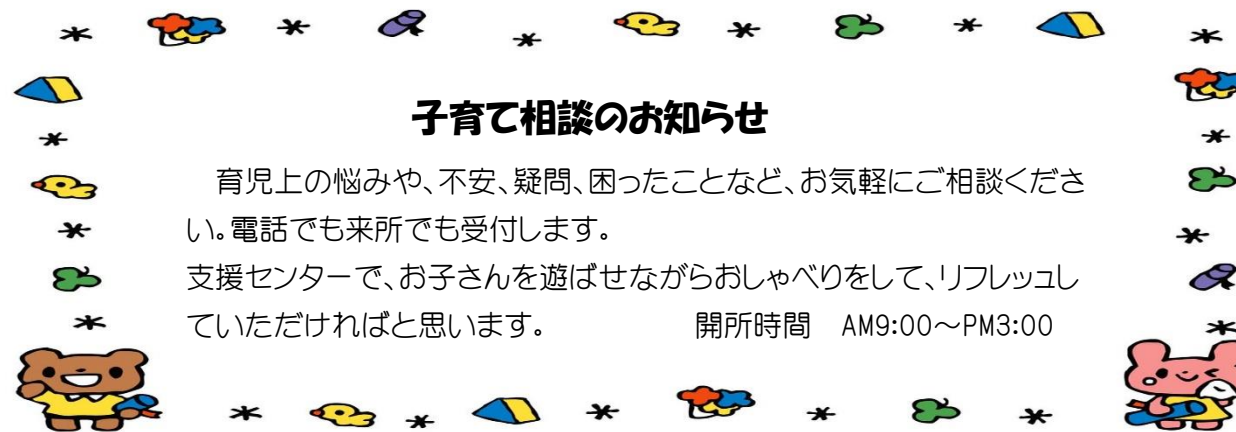 子育て相談のお知らせ
育児上の悩みや、不安、疑問、困ったことなど、お気軽にご相談くださ
い。電話でも来所でも受付します。
支援センターで、お子さんを遊ばせながらおしゃべりをして、リフレッシュし
ていただければと思います。　開所時間　AM9:00～PM3:00